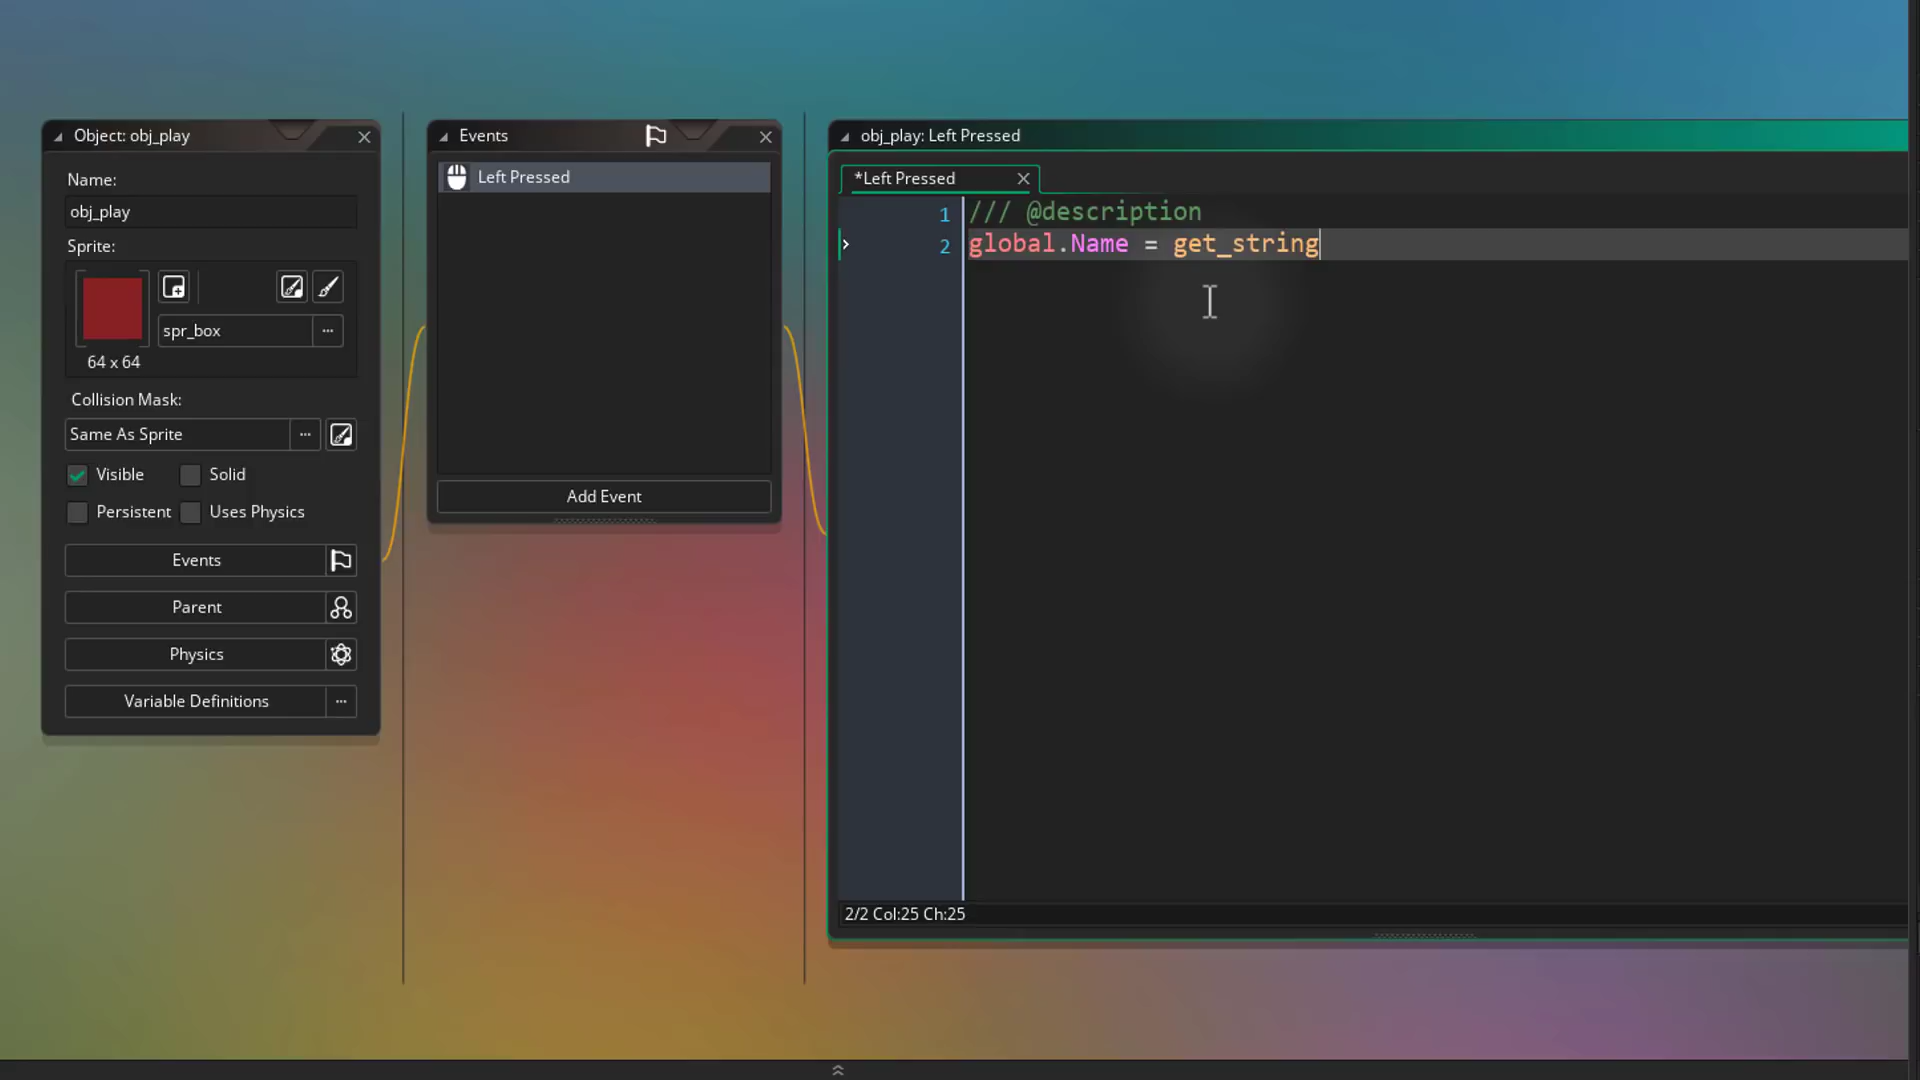 Object: obj_play
Name:
obj_play
Sprite:
spr_box
64 x 64
Collision Mask:
Same As Sprite
Visible
Solid
Persistent
Uses Physics
Events
Parent
Physics
Variable Definitions
Events
Left Pressed
Add Event
obj_play: Left Pressed
*Left Pressed
1 /// @description
2 global.Name = get_string
2/2 Col:25 Ch:25